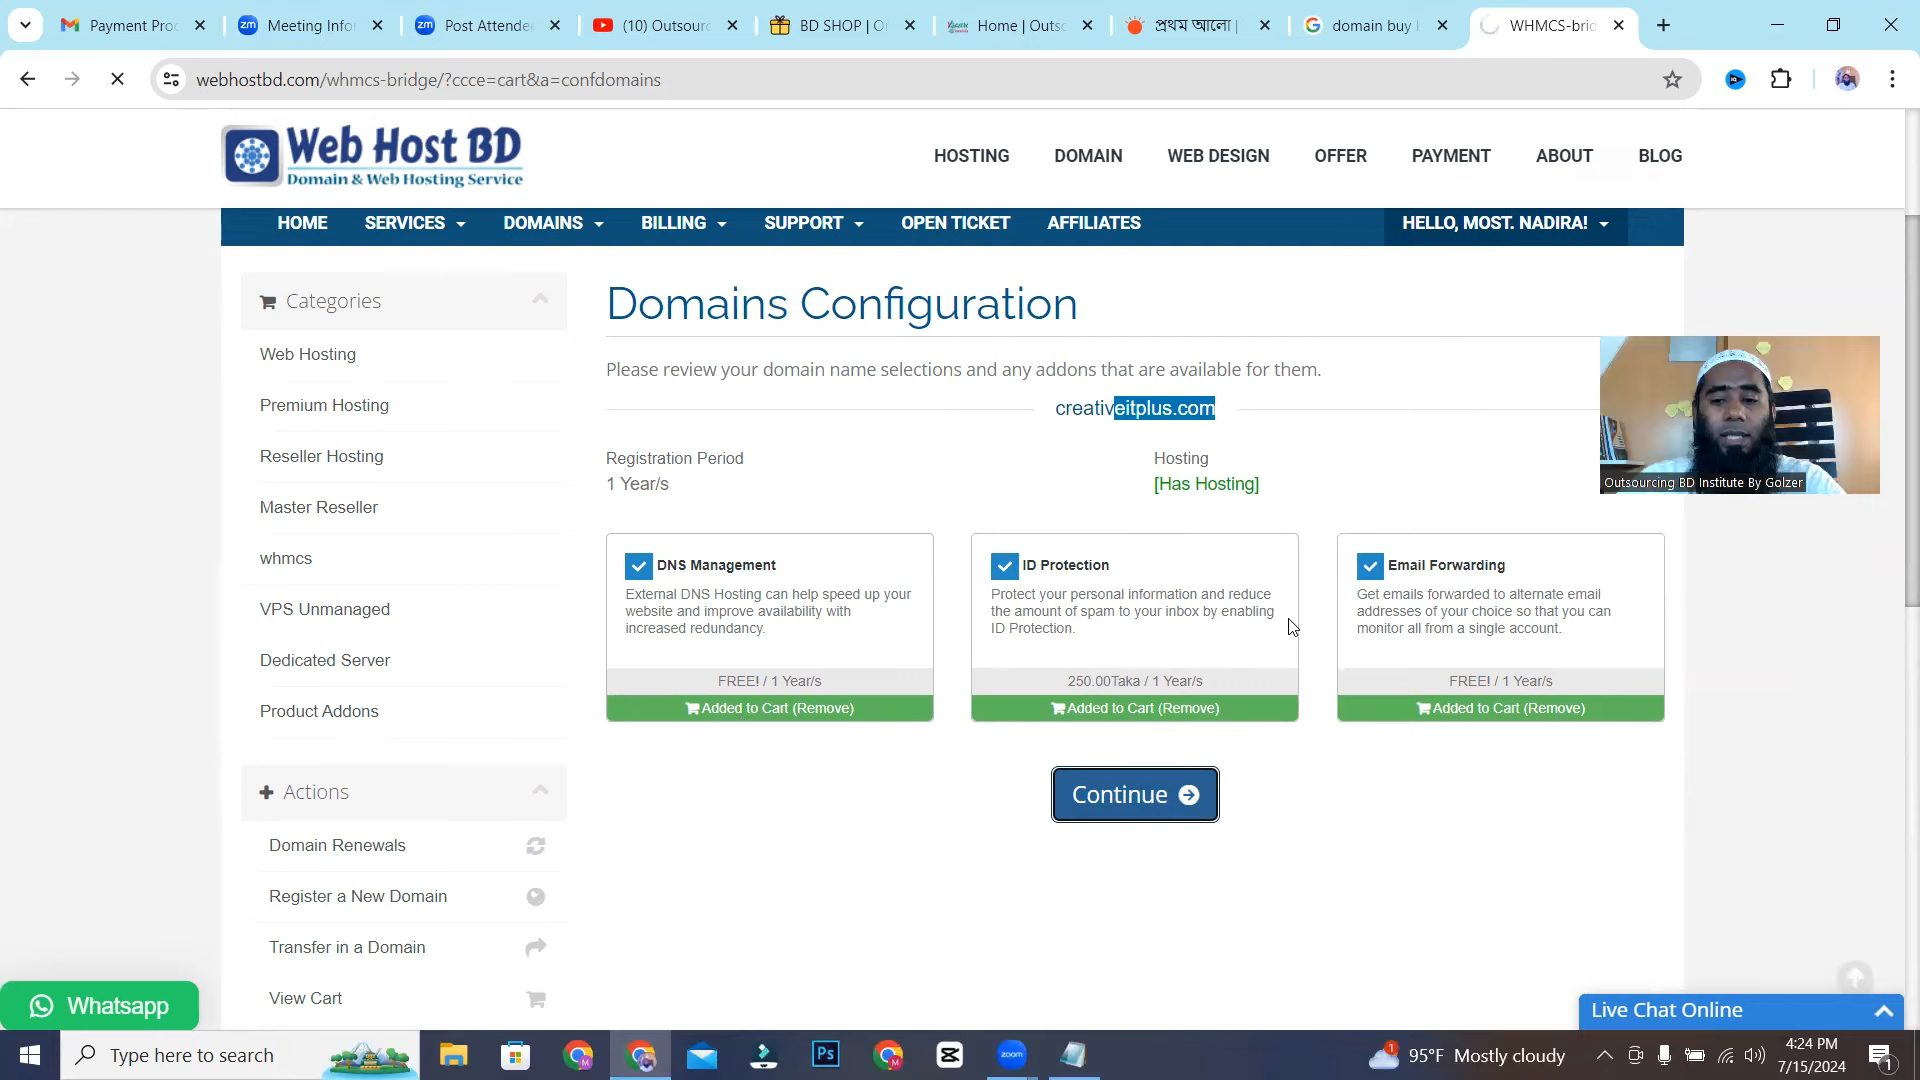 Payment Pro
Meeting Info
Post Attende
(10) Outsour
BD SHOP | O
Home | Outs
প্রথম আলো |
domain buy
WHMCS-brid
webhostbd.com/whmcs-bridge/?ccce=cart&a=confdomains
Web Host BD
Domain & Web Hosting Service
HOSTING DOMAIN WEB DESIGN OFFER PAYMENT ABOUT BLOG
HOME SERVICES DOMAINS BILLING SUPPORT OPEN TICKET AFFILIATES HELLO, MOST. NADIRA!
Categories
Web Hosting
Premium Hosting
Reseller Hosting
Master Reseller
whmcs
VPS Unmanaged
Dedicated Server
Product Addons
Actions
Domain Renewals
Register a New Domain
Transfer in a Domain
View Cart
Domains Configuration
Please review your domain name selections and any addons that are available for them.
creativeitplus.com
Registration Period
1 Year/s
Hosting
[Has Hosting]
DNS Management
External DNS Hosting can help speed up your
website and improve availability with
increased redundancy.
FREE! / 1 Year/s
Added to Cart (Remove)
ID Protection
Protect your personal information and reduce
the amount of spam to your inbox by enabling
ID Protection.
250.00Taka / 1 Year/s
Added to Cart (Remove)
Email Forwarding
Get emails forwarded to alternate email
addresses of your choice so that you can
monitor all from a single account.
FREE! / 1 Year/s
Added to Cart (Remove)
Continue
Outsourcing BD Institute By Golzer
Whatsapp
Live Chat Online
Type here to search
Ps
zoom
1
95°F Mostly cloudy
4:24 PM
7/15/2024
1